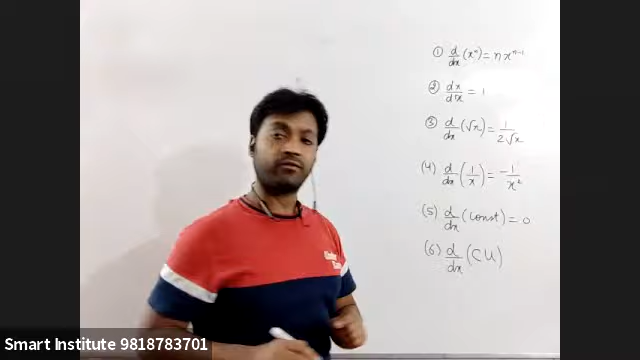 ① d/dx (xⁿ) = n xⁿ⁻¹
② dx/dx = 1
③ d/dx (√x) = 1/2√x
(4) d/dx (1/x) = -1/x²
(5) d/dx (const) = 0
(6) d/dx (CU)
Smart Institute 9818783701